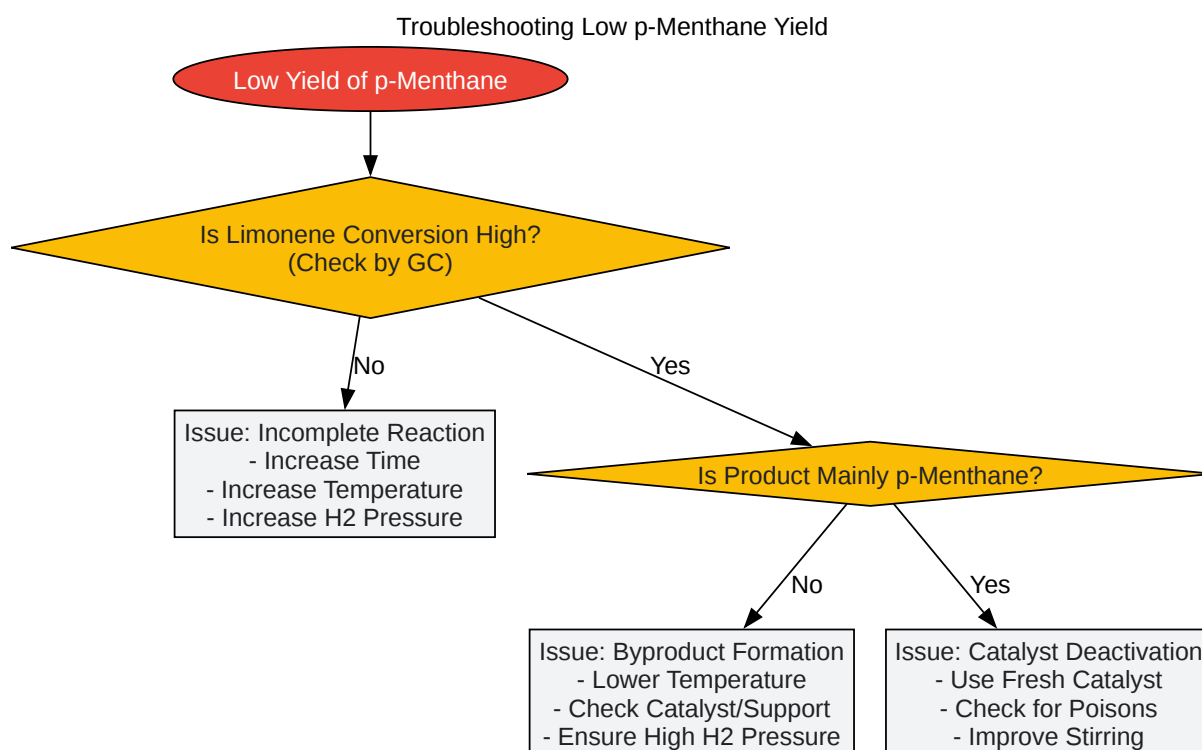 Troubleshooting Low p-Menthane Yield
Low Yield of p-Menthane
Is Limonene Conversion High?
(Check by GC)
No
Yes
Issue: Incomplete Reaction
- Increase Time
- Increase Temperature
- Increase H2 Pressure
Is Product Mainly p-Menthane?
No
Yes
Issue: Byproduct Formation
- Lower Temperature
- Check Catalyst/Support
- Ensure High H2 Pressure
Issue: Catalyst Deactivation
- Use Fresh Catalyst
- Check for Poisons
- Improve Stirring